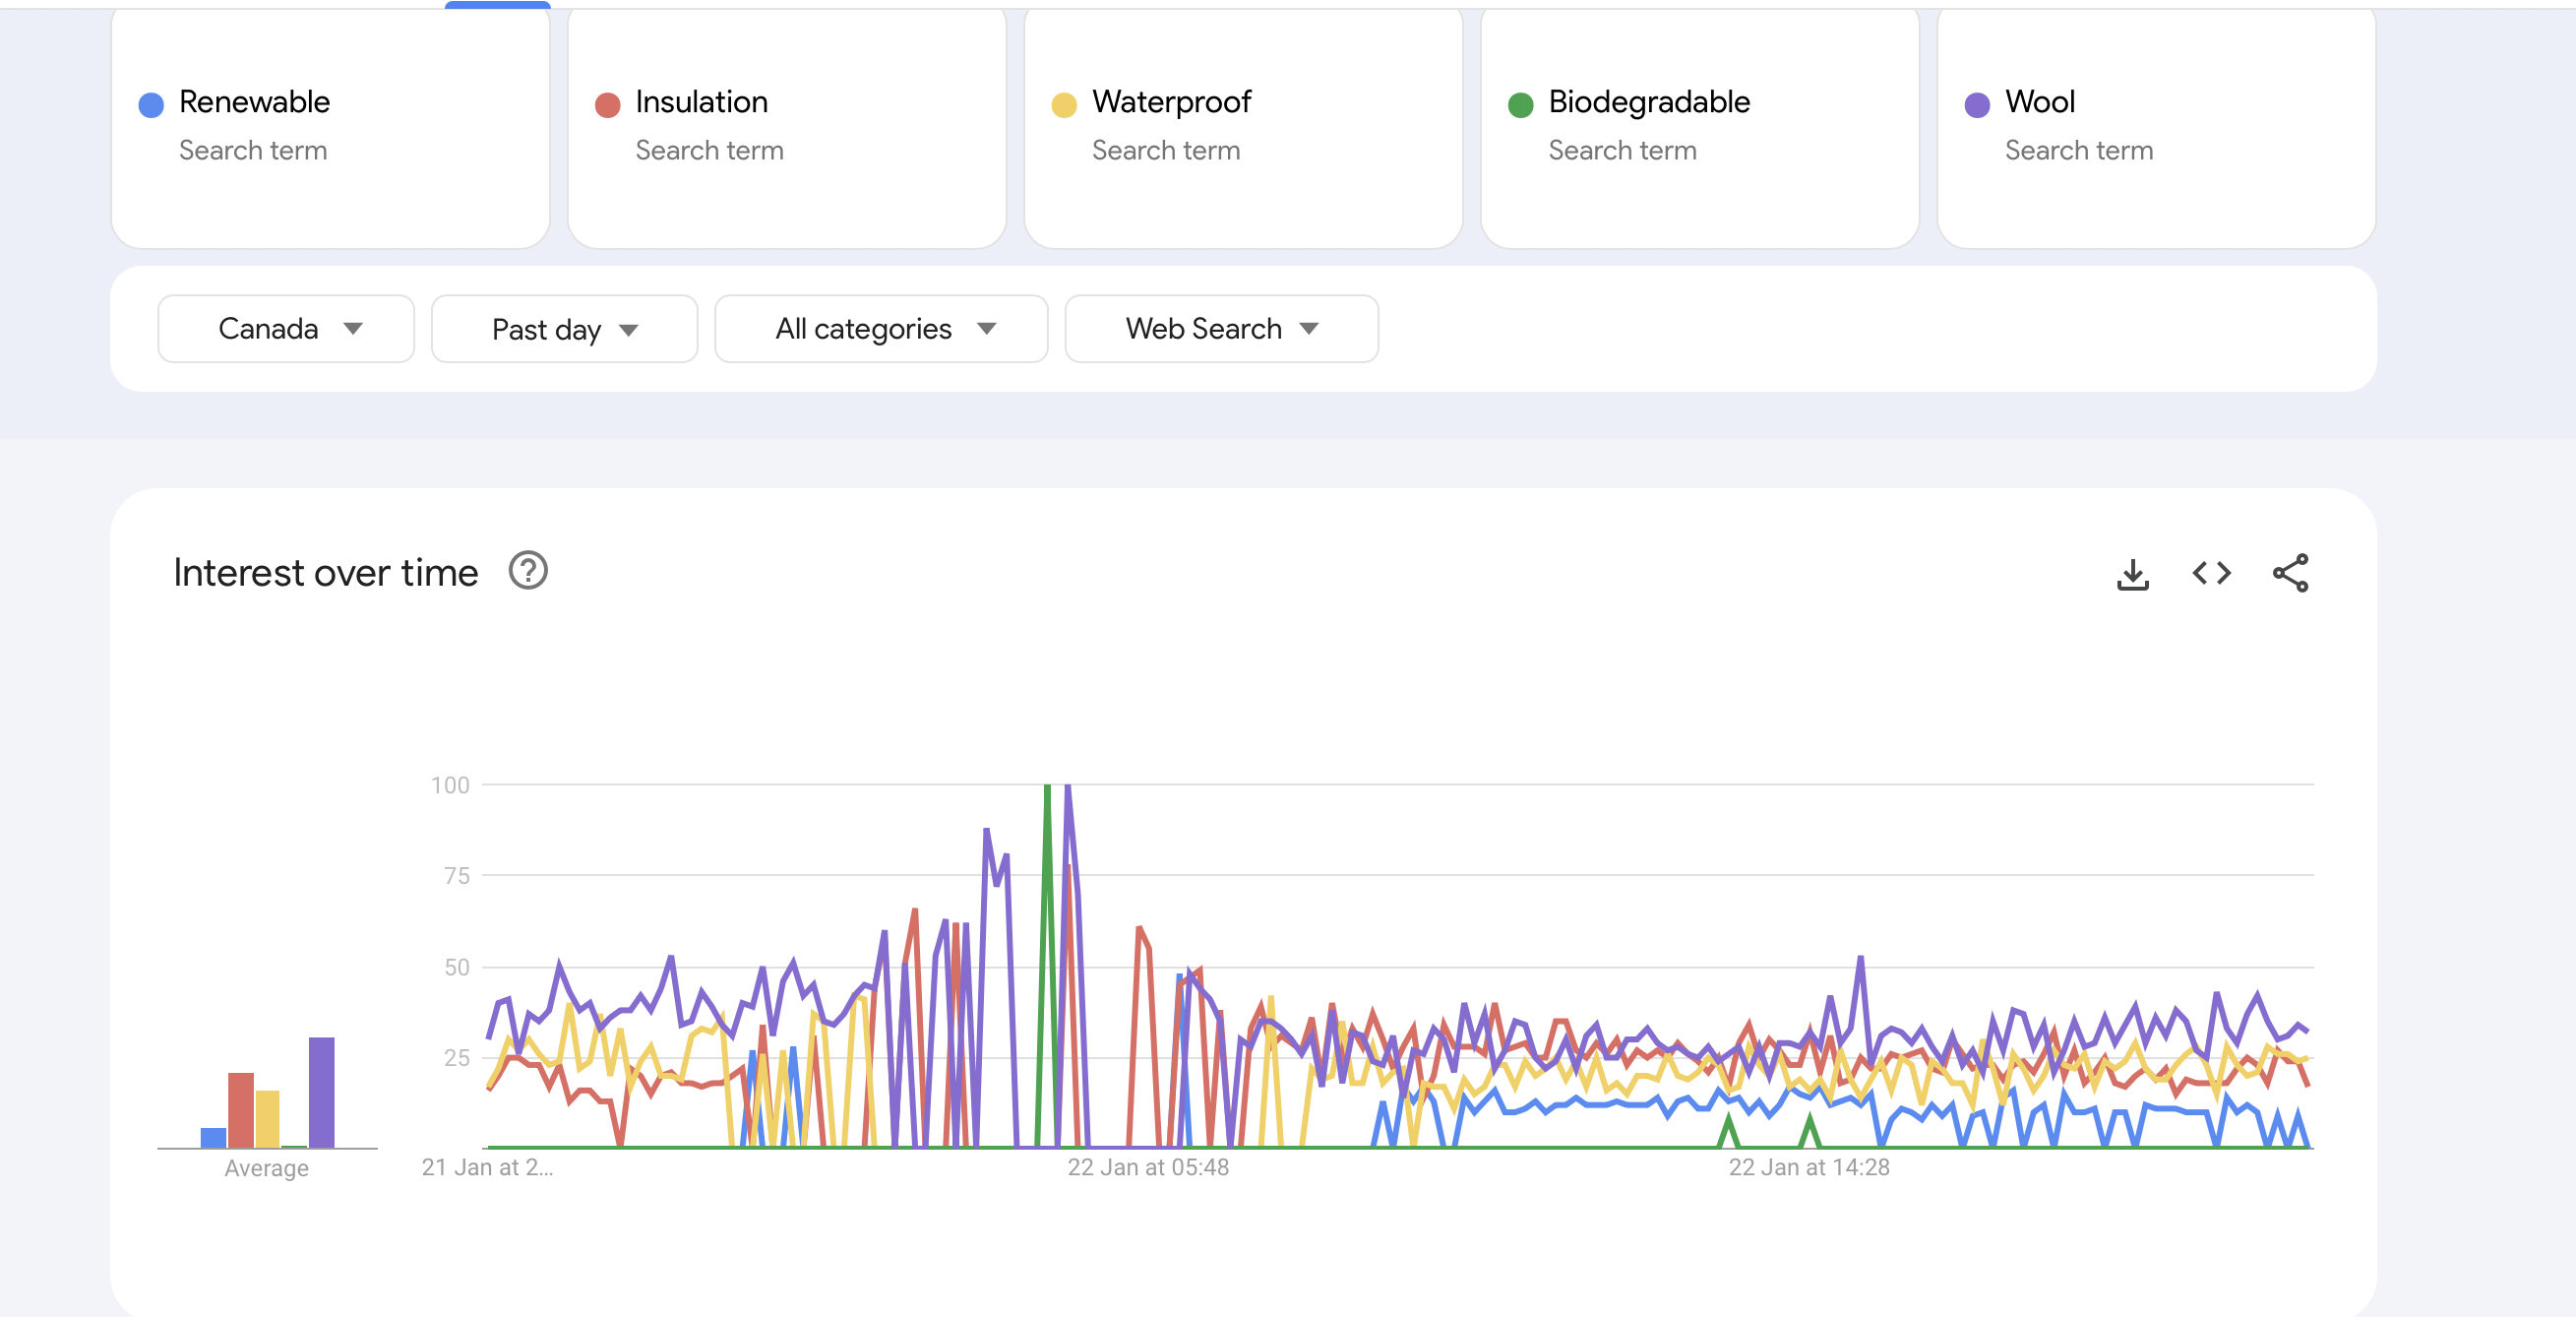 Renewable
Search term
Insulation
Search term
Waterproof
Search term
Biodegradable
Search term
Wool
Search term
Canada
Past day
All categories
Web Search
Interest over time
?
100
75
50
25
Average
21 Jan at 2...
22 Jan at 05:48
22 Jan at 14:28